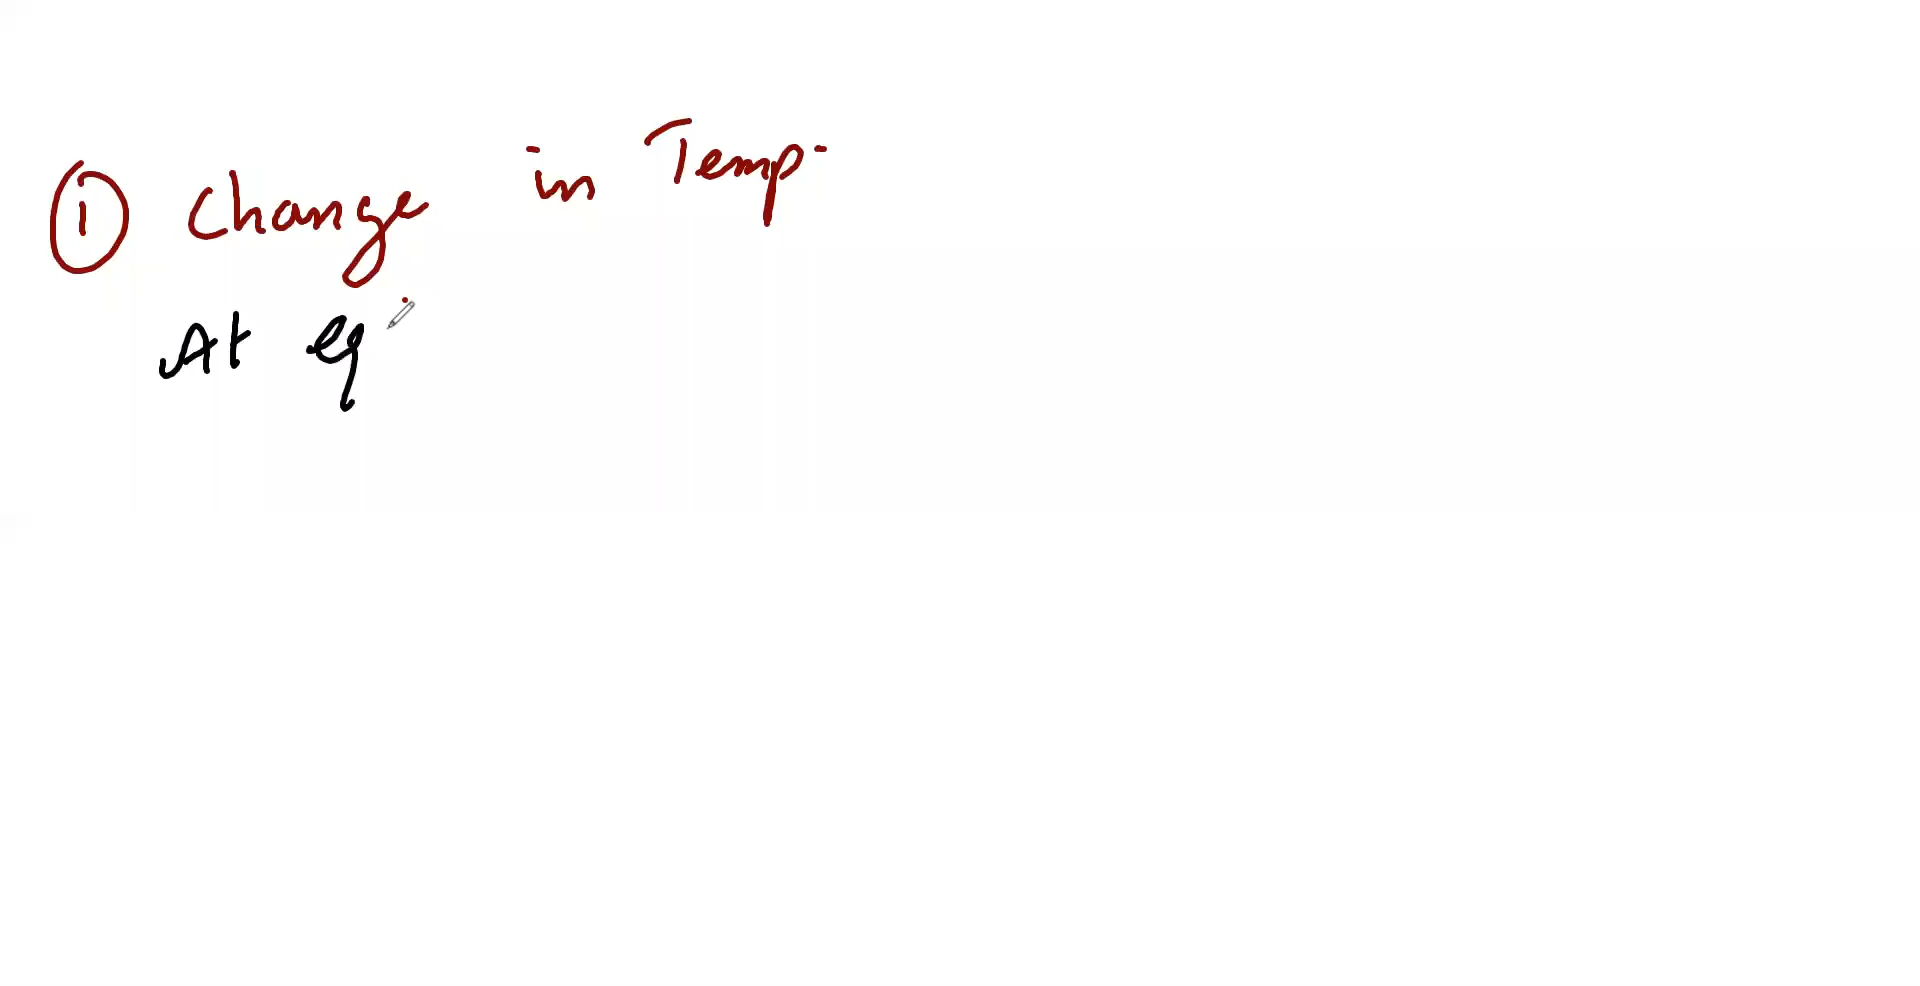 ① Change in Temp.
At eq